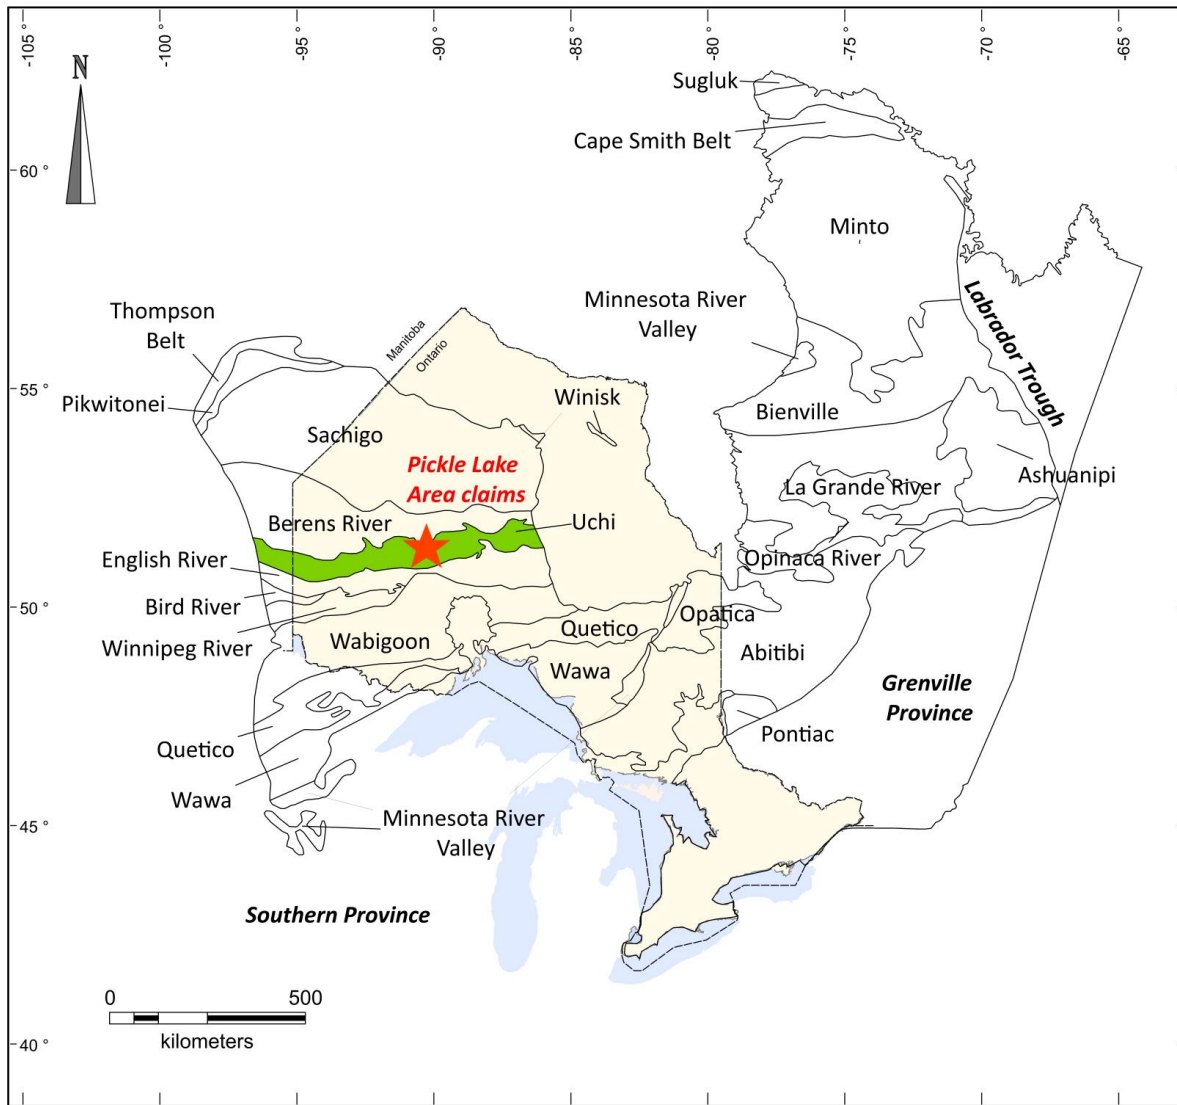 -105°
-100°
-95°
-90°
-85°
-80°
-75°
-70°
-65°
N
60 °
55 °
50 °
45 °
40 °
Sugluk
Cape Smith Belt
Minto
Minnesota River
Valley
Labrador Trough
Thompson
Belt
Manitoba
Ontario
Pikwitonei
Winisk
Bienville
Sachigo
Pickle Lake
Area claims
Ashuanipi
La Grande River
Berens River
Uchi
English River
Opinaca River
Bird River
Opatica
Winnipeg River
Wabigoon
Quetico
Abitibi
Wawa
Grenville
Province
Quetico
Pontiac
Wawa
Minnesota River
Valley
Southern Province
0 500
kilometers